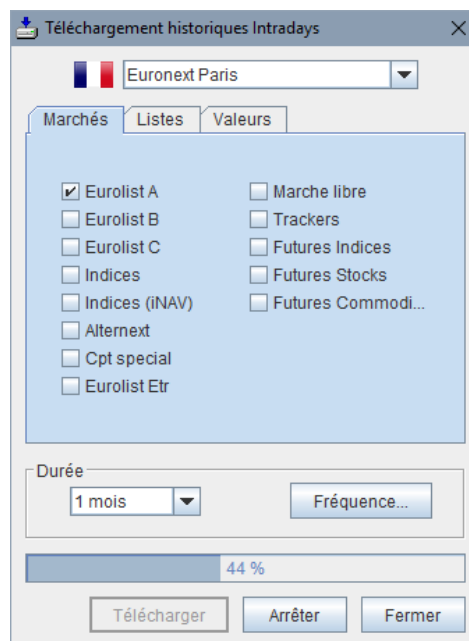 Téléchargement historiques Intradays
Euronext Paris
Marchés Listes Valeurs
Eurolist A Marche libre
Eurolist B Trackers
Eurolist C Futures Indices
Indices Futures Stocks
Indices (iNAV) Futures Commodi...
Alternext
Cpt special
Eurolist Etr
Durée
1 mois Fréquence...
44 %
Télécharger Arrêter Fermer